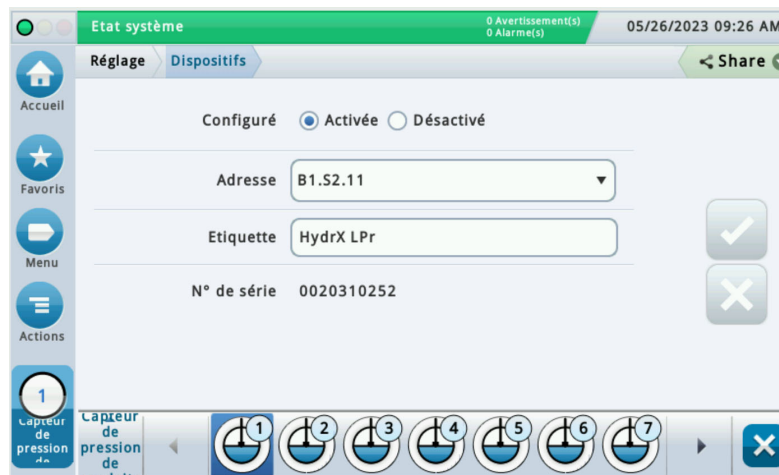 Etat système
0 Avertissement(s)
0 Alarme(s)
05/26/2023 09:26 AM
Réglage
Dispositifs
Share
Accueil
Favoris
Menu
Actions
Configuré
Activée
Désactivé
Adresse
B1.S2.11
Etiquette
HydrX LPr
N° de série
0020310252
1
Capteur
de
pression
Capteur
de
pression
de
1
2
3
4
5
6
7